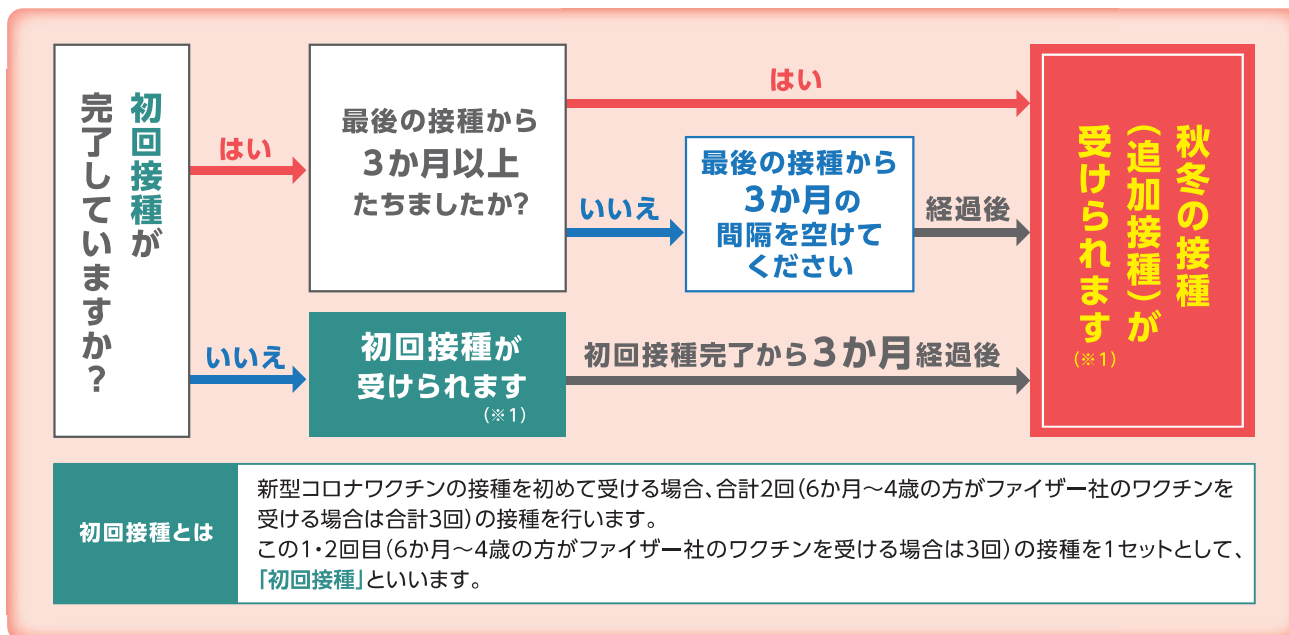 初回接種が
完了していますか?
はい
最後の接種から
3か月以上
たちましたか?
はい
いいえ
最後の接種から
3か月の
間隔を空けて
ください
経過後
いいえ
初回接種が
受けられます
(※1)
初回接種完了から3か月経過後
秋冬の接種
(追加接種)が
受けられます
(※1)
初回接種とは
新型コロナワクチンの接種を初めて受ける場合、合計2回(6か月~4歳の方がファイザー社のワクチンを
受ける場合は合計3回)の接種を行います。
この1・2回目(6か月~4歳の方がファイザー社のワクチンを受ける場合は3回)の接種を1セットとして、
「初回接種」といいます。